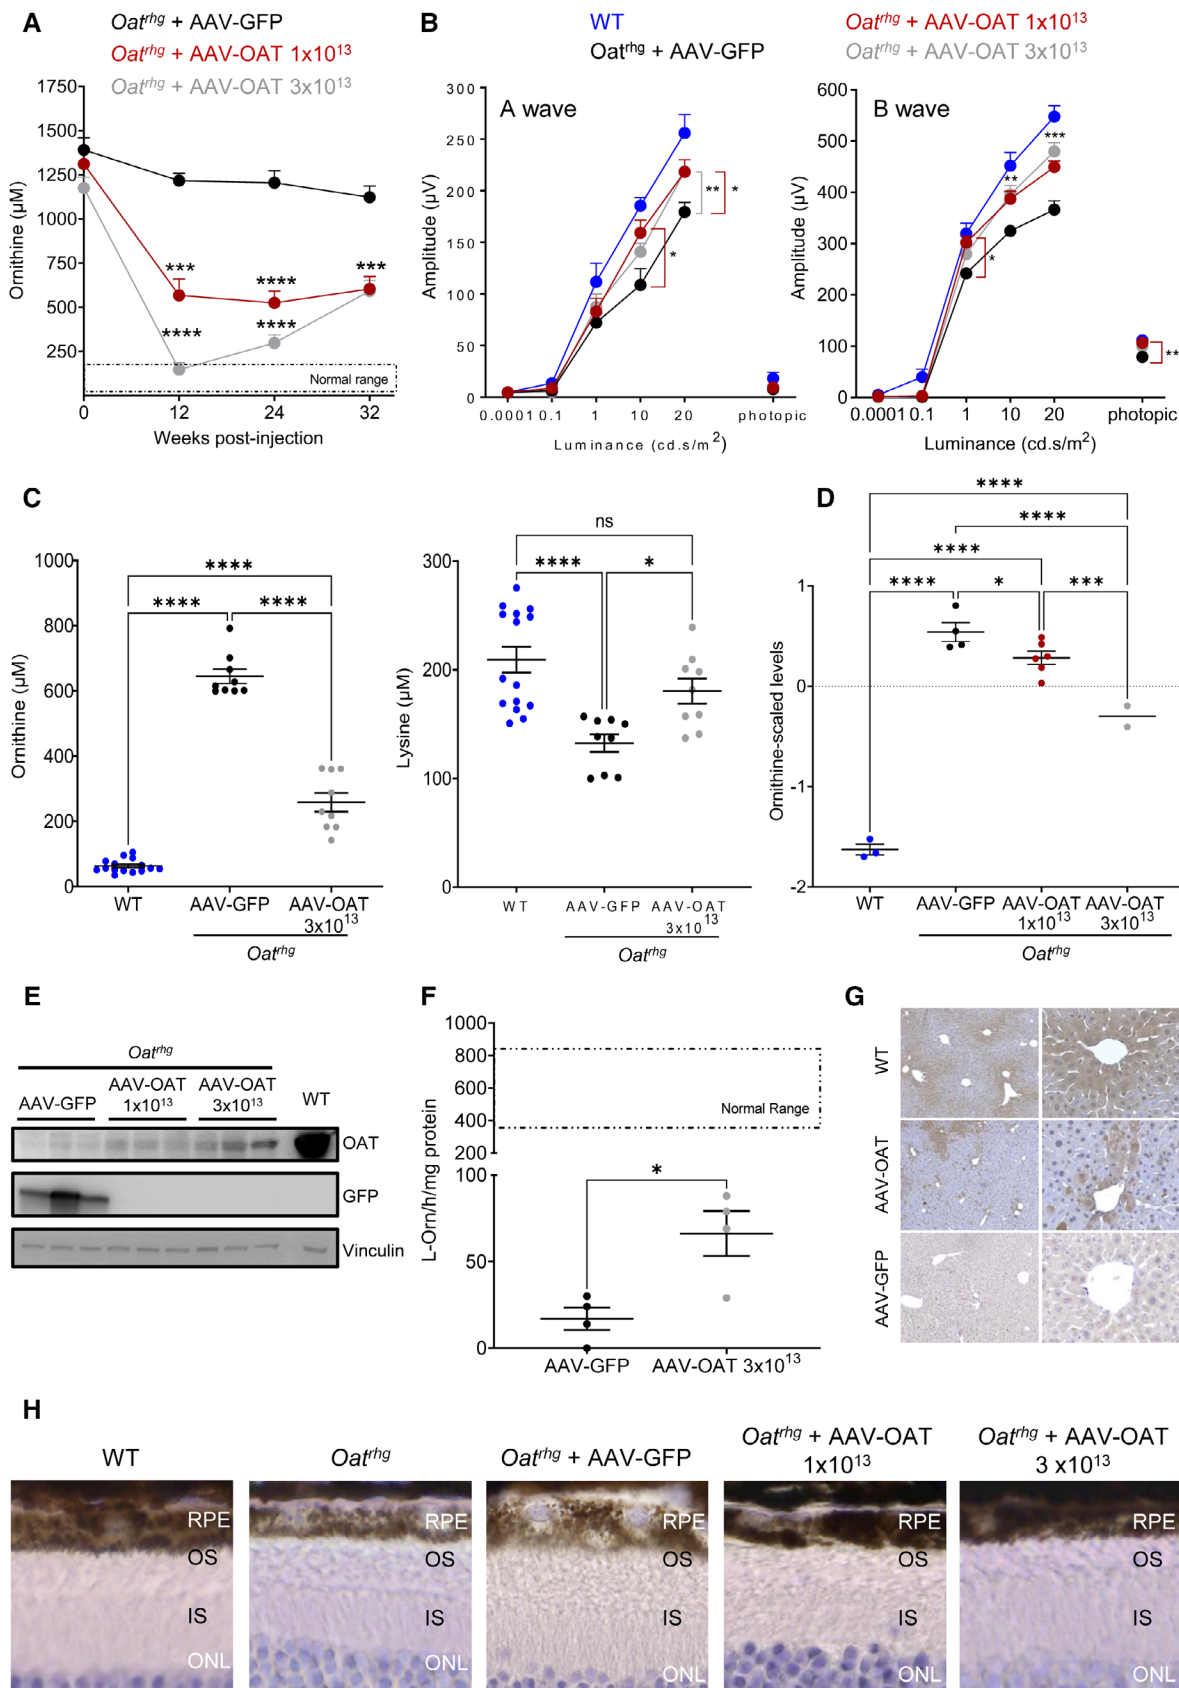 A
Oat^rhg + AAV-GFP
Oat^rhg + AAV-OAT 1x10^13
Oat^rhg + AAV-OAT 3x10^13
Ornithine (µM)
1750
1500
1250
1000
750
500
250
0 12 24 32
*** **** ***
**** ****
Normal range
Weeks post-injection
B
WT
Oat^rhg + AAV-GFP
Oat^rhg + AAV-OAT 1x10^13
Oat^rhg + AAV-OAT 3x10^13
A wave
Amplitude (µV)
300
250
200
150
100
50
0
** *
*
0.0001 0.1 1 10 20 photopic
Luminance (cd.s/m^2)
B wave
Amplitude (µV)
600
500
400
300
200
100
0
***
**
*
**
0.0001 0.1 1 10 20 photopic
Luminance (cd.s/m^2)
C
Ornithine (µM)
1000
800
600
400
200
0
****
**** ****
WT AAV-GFP AAV-OAT
3x10^13
Oat^rhg
Lysine (µM)
300
200
100
0
ns
**** *
WT AAV-GFP AAV-OAT
3x10^13
Oat^rhg
D
Ornithine-scaled levels
1
0
-1
-2
****
****
****
**** * ***
WT AAV-GFP AAV-OAT AAV-OAT
1x10^13 3x10^13
Oat^rhg
E
Oat^rhg
AAV-GFP AAV-OAT AAV-OAT WT
1x10^13 3x10^13
OAT
GFP
Vinculin
F
L-Orn/h/mg protein
1000
800
600
400
200
100
50
0
Normal Range
*
AAV-GFP AAV-OAT 3x10^13
G
WT
AAV-OAT
AAV-GFP
H
WT
RPE
OS
IS
ONL
Oat^rhg
RPE
OS
IS
ONL
Oat^rhg + AAV-GFP
RPE
OS
IS
ONL
Oat^rhg + AAV-OAT
1x10^13
RPE
OS
IS
ONL
Oat^rhg + AAV-OAT
3 x10^13
RPE
OS
IS
ONL